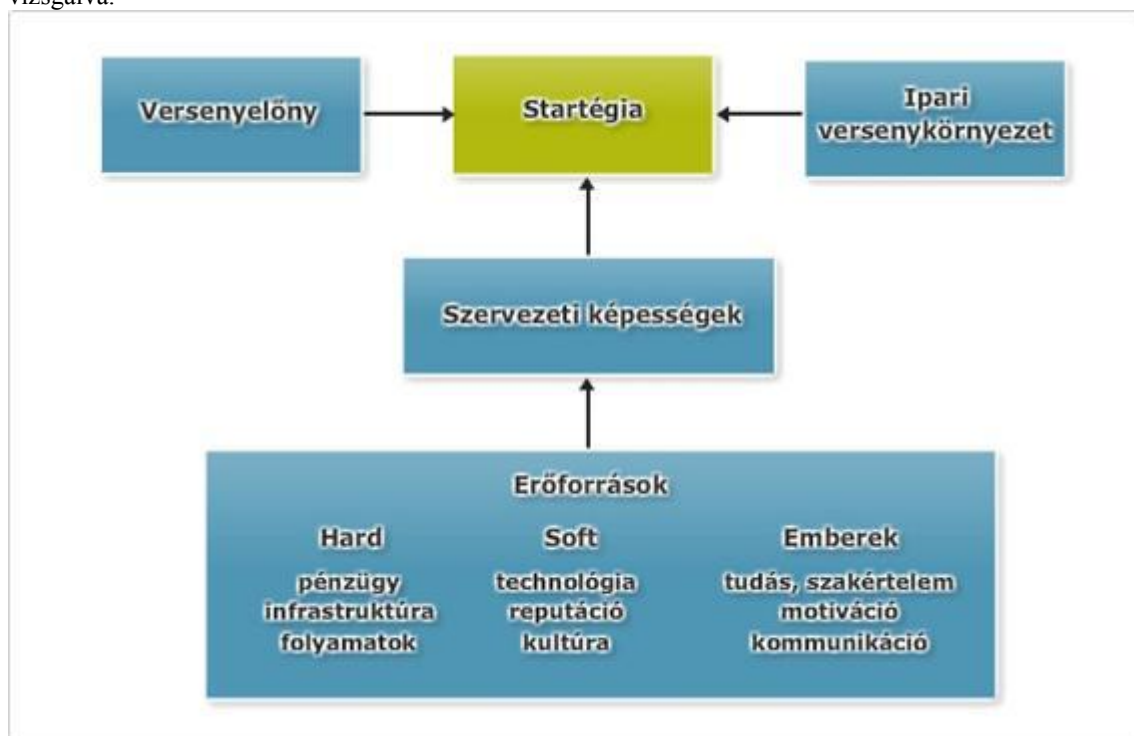 vizsgálva.
Versenyelőny
Startégia
Ipari
versenykörnyezet
Szervezeti képességek
Erőforrások
Hard
Soft
Emberek
pénzügy
technológia
tudás, szakértelem
infrastruktúra
reputáció
motiváció
folyamatok
kultúra
kommunikáció